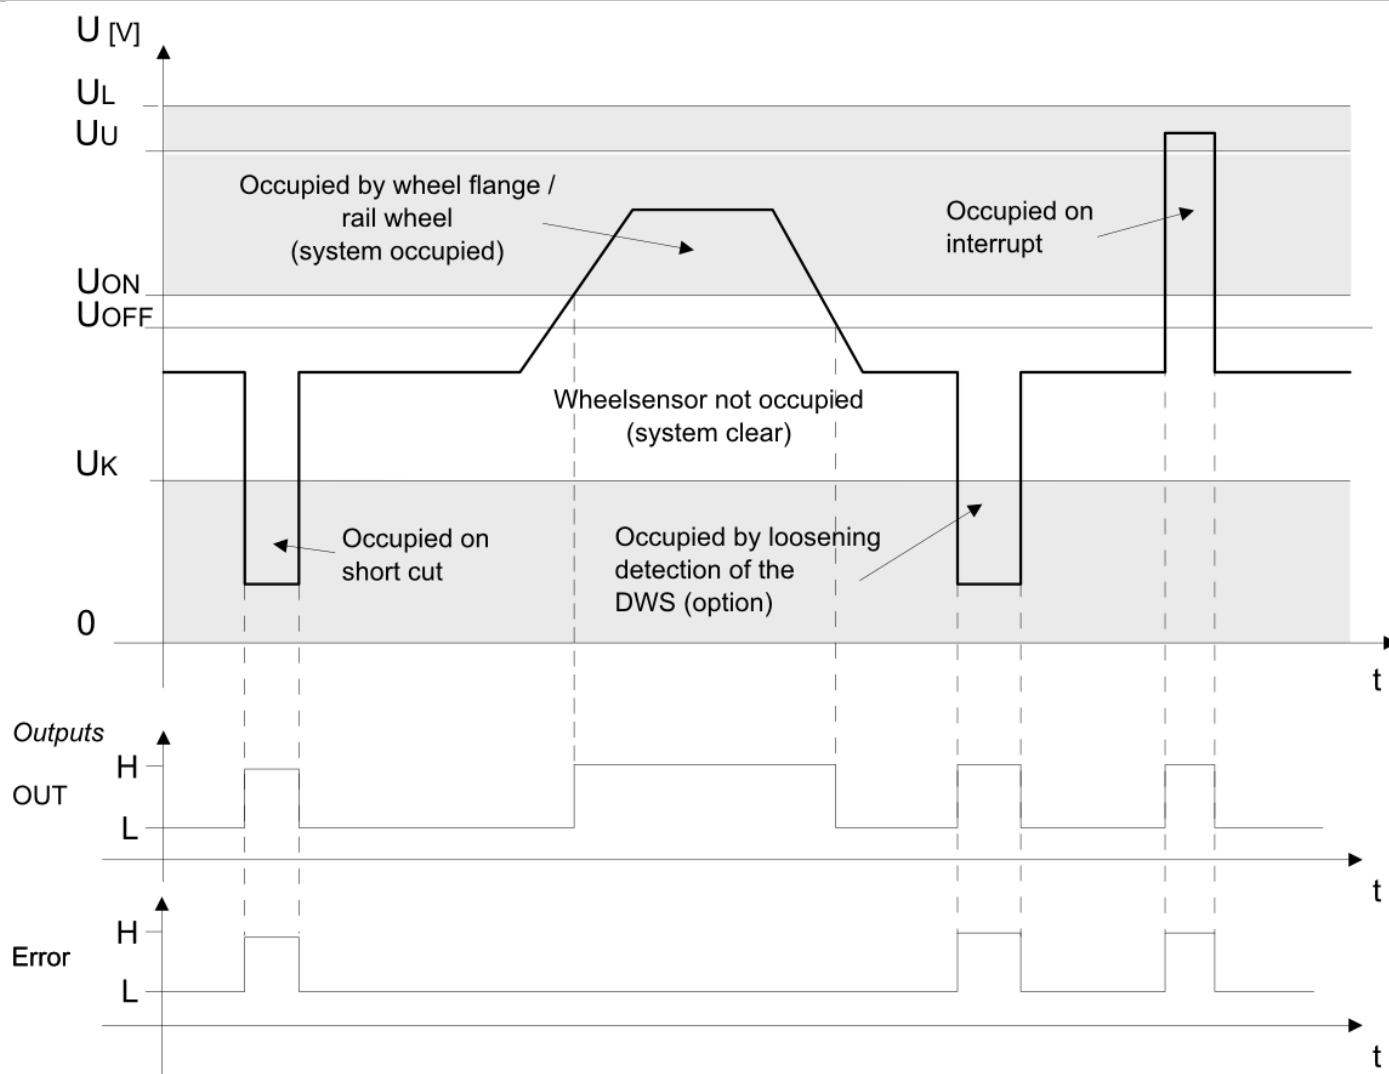 U [V]
UL
UU
Occupied by wheel flange /
rail wheel
(system occupied)
Occupied on
interrupt
UON
UOFF
Wheelsensor not occupied
(system clear)
UK
Occupied on
short cut
Occupied by loosening
detection of the
DWS (option)
0
t
Outputs
H
OUT
L
t
H
Error
L
t